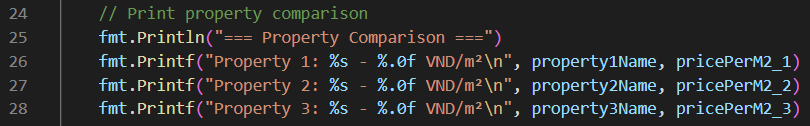 24 // Print property comparison
25 fmt.Println("=== Property Comparison ===")
26 fmt.Printf("Property 1: %s - %.0f VND/m²\n", property1Name, pricePerM2_1)
27 fmt.Printf("Property 2: %s - %.0f VND/m²\n", property2Name, pricePerM2_2)
28 fmt.Printf("Property 3: %s - %.0f VND/m²\n", property3Name, pricePerM2_3)